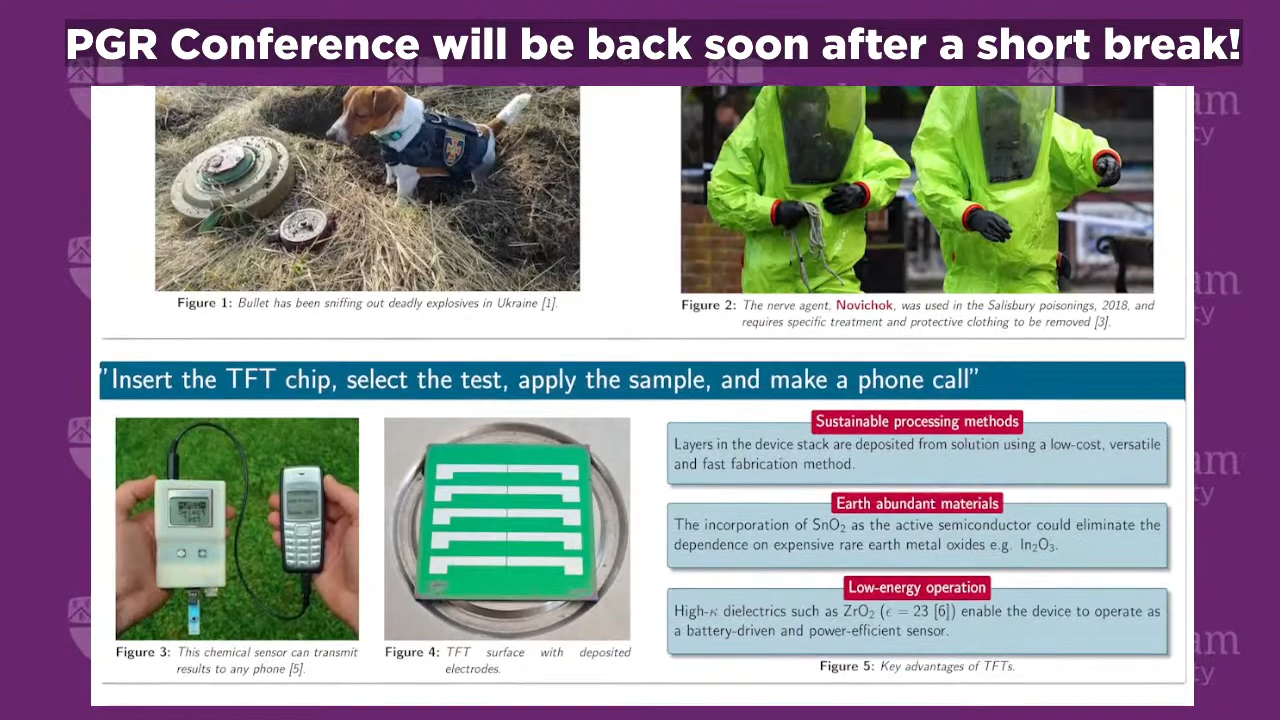 PGR Conference will be back soon after a short break!
Figure 1: Bullet has been sniffing out deadly explosives in Ukraine [1].
Figure 2: The nerve agent, Novichok, was used in the Salisbury poisonings, 2018, and
requires specific treatment and protective clothing to be removed [3].
"Insert the TFT chip, select the test, apply the sample, and make a phone call"
Select
Test
Figure 3: This chemical sensor can transmit
results to any phone [5].
Figure 4: TFT surface with deposited
electrodes.
Sustainable processing methods
Layers in the device stack are deposited from solution using a low-cost, versatile
and fast fabrication method.
Earth abundant materials
The incorporation of SnO₂ as the active semiconductor could eliminate the
dependence on expensive rare earth metal oxides e.g. In₂O₃.
Low-energy operation
High-κ dielectrics such as ZrO₂ (ϵ = 23 [6]) enable the device to operate as
a battery-driven and power-efficient sensor.
Figure 5: Key advantages of TFTs.